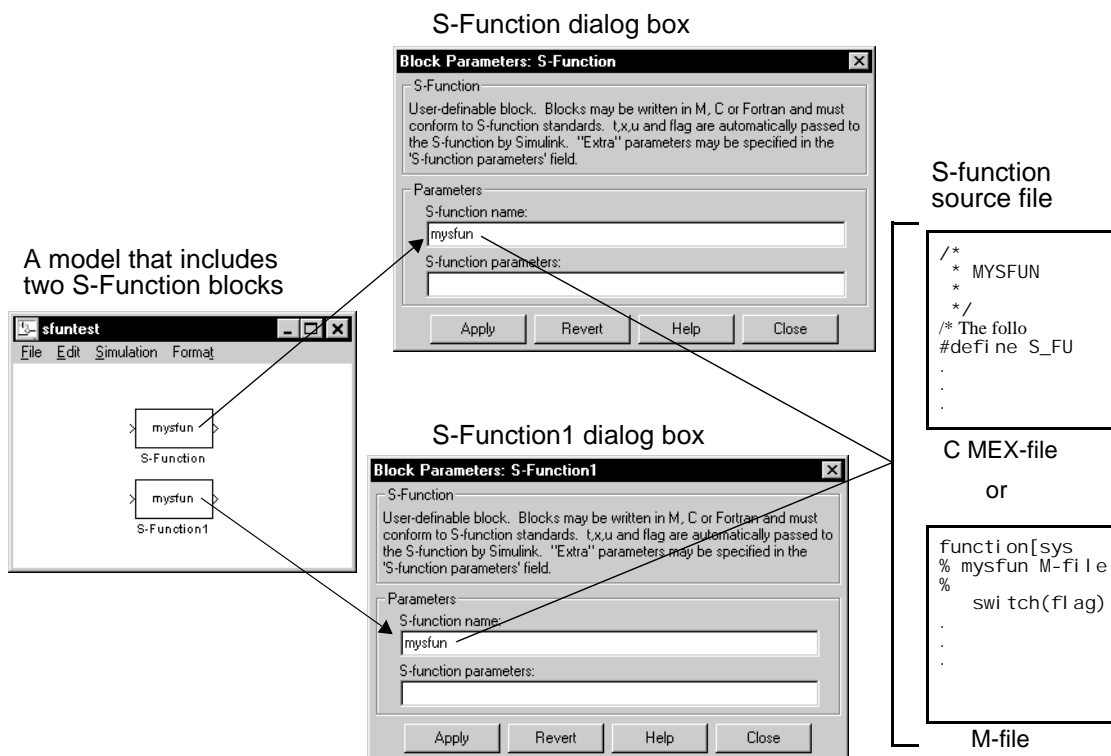 S-Function dialog box
Block Parameters: S-Function
S-Function
User-definable block. Blocks may be written in M, C or Fortran and must
conform to S-function standards. t,x,u and flag are automatically passed to
the S-function by Simulink. "Extra" parameters may be specified in the
'S-function parameters' field.
Parameters
S-function name:
mysfun
S-function parameters:
Apply Revert Help Close
A model that includes
two S-Function blocks
sfuntest
File Edit Simulation Format
mysfun
S-Function
mysfun
S-Function1
S-Function1 dialog box
Block Parameters: S-Function1
S-Function
User-definable block. Blocks may be written in M, C or Fortran and must
conform to S-function standards. t,x,u and flag are automatically passed to
the S-function by Simulink. "Extra" parameters may be specified in the
'S-function parameters' field.
Parameters
S-function name:
mysfun
S-function parameters:
Apply Revert Help Close
S-function
source file
/*
* MYSFUN
*
*/
/* The follo
#define S_FU
.
.
.
C MEX-file
or
function[sys
% mysfun M-file
%
switch(flag)
.
.
.
M-file